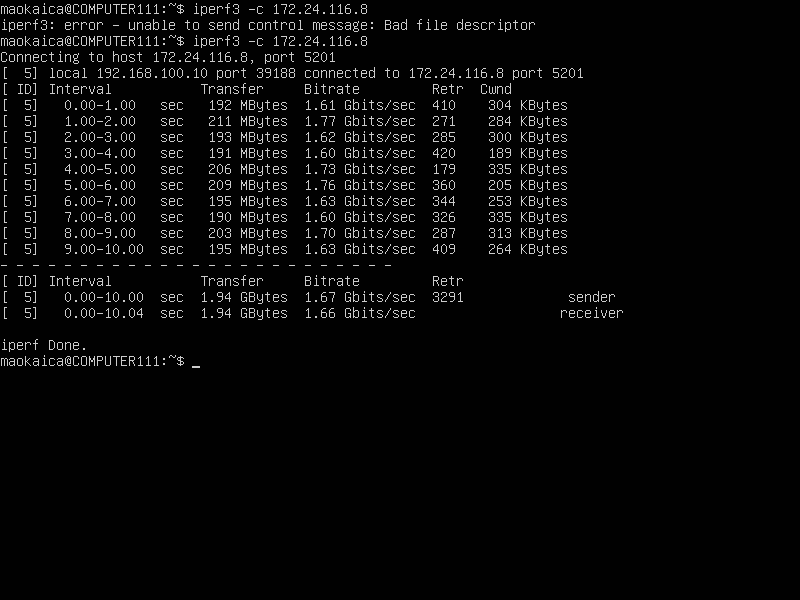 maokaica@COMPUTER111:~$ iperf3 -c 172.24.116.8
iperf3: error - unable to send control message: Bad file descriptor
maokaica@COMPUTER111:~$ iperf3 -c 172.24.116.8
Connecting to host 172.24.116.8, port 5201
[  5] local 192.168.100.10 port 39188 connected to 172.24.116.8 port 5201
[ ID] Interval           Transfer     Bitrate         Retr  Cwnd
[  5]   0.00-1.00   sec   192 MBytes  1.61 Gbits/sec  410    304 KBytes
[  5]   1.00-2.00   sec   211 MBytes  1.77 Gbits/sec  271    284 KBytes
[  5]   2.00-3.00   sec   193 MBytes  1.62 Gbits/sec  285    300 KBytes
[  5]   3.00-4.00   sec   191 MBytes  1.60 Gbits/sec  420    189 KBytes
[  5]   4.00-5.00   sec   206 MBytes  1.73 Gbits/sec  179    335 KBytes
[  5]   5.00-6.00   sec   209 MBytes  1.76 Gbits/sec  360    205 KBytes
[  5]   6.00-7.00   sec   195 MBytes  1.63 Gbits/sec  344    253 KBytes
[  5]   7.00-8.00   sec   190 MBytes  1.60 Gbits/sec  326    335 KBytes
[  5]   8.00-9.00   sec   203 MBytes  1.70 Gbits/sec  287    313 KBytes
[  5]   9.00-10.00  sec   195 MBytes  1.63 Gbits/sec  409    264 KBytes
- - - - - - - - - - - - - - - - - - - - - - - - -
[ ID] Interval           Transfer     Bitrate         Retr
[  5]   0.00-10.00  sec  1.94 GBytes  1.67 Gbits/sec  3291             sender
[  5]   0.00-10.04  sec  1.94 GBytes  1.66 Gbits/sec                  receiver
iperf Done.
maokaica@COMPUTER111:~$ _